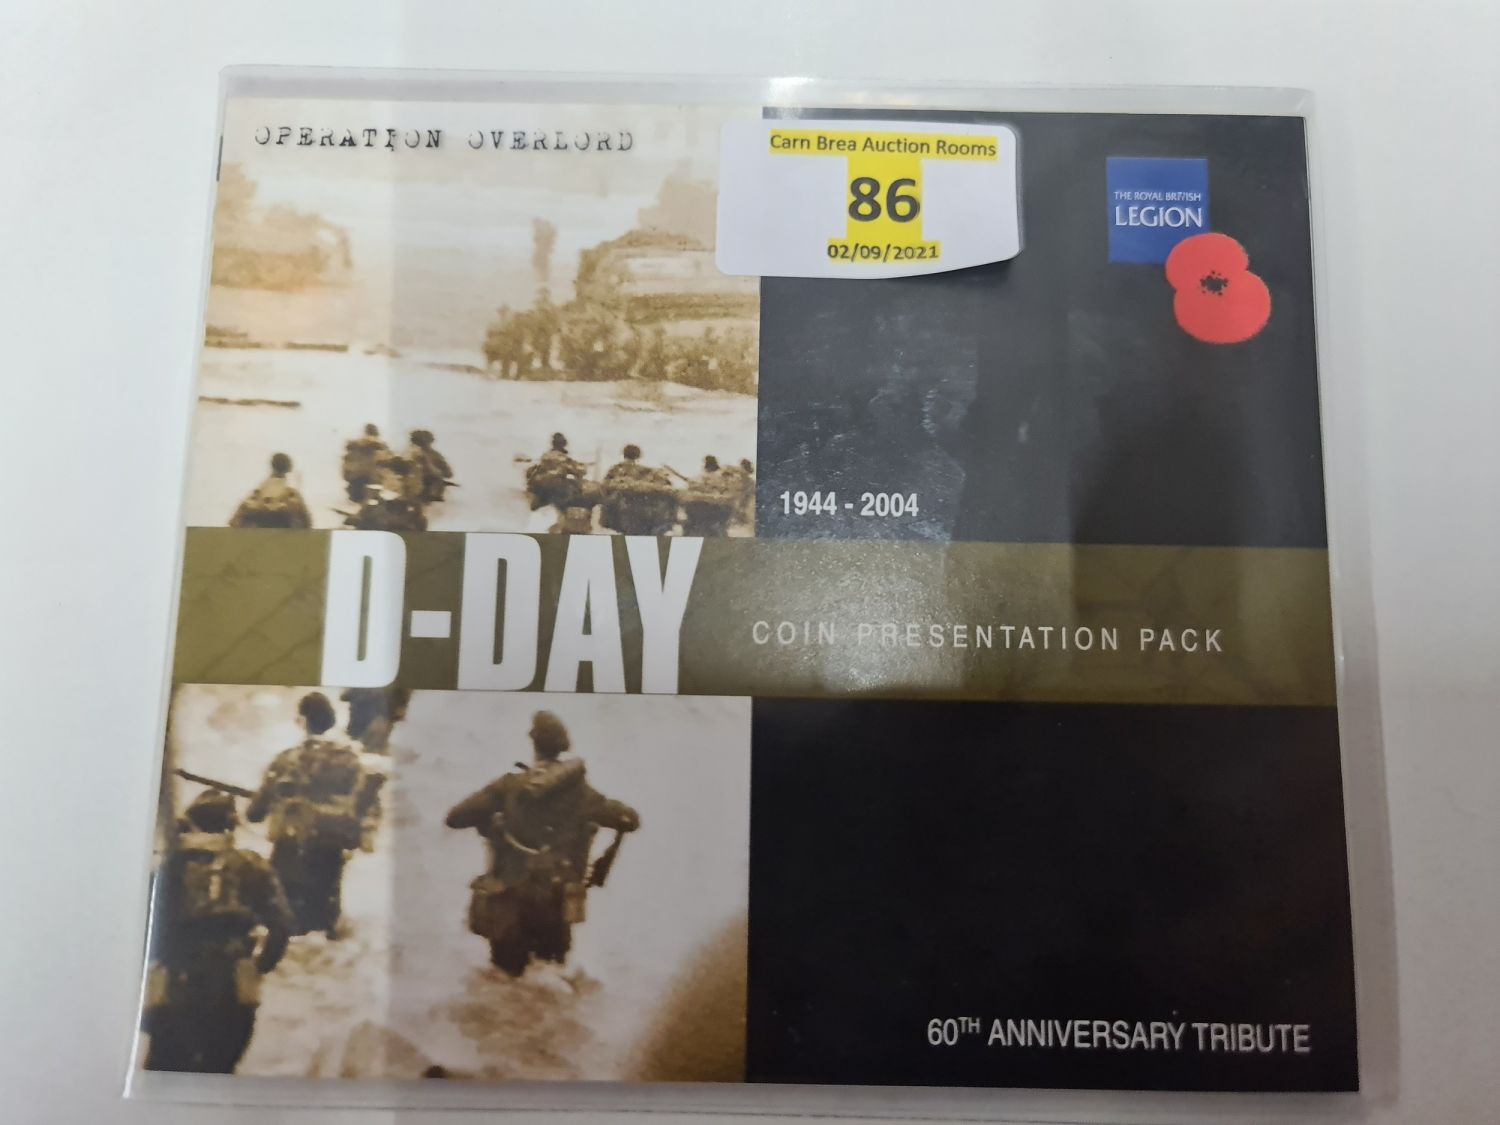 OPERATION OVERLORD
Carn Brea Auction Rooms
86
02/09/2021
THE ROYAL BRITISH
LEGION
1944 - 2004
D-DAY
COIN PRESENTATION PACK
60TH ANNIVERSARY TRIBUTE